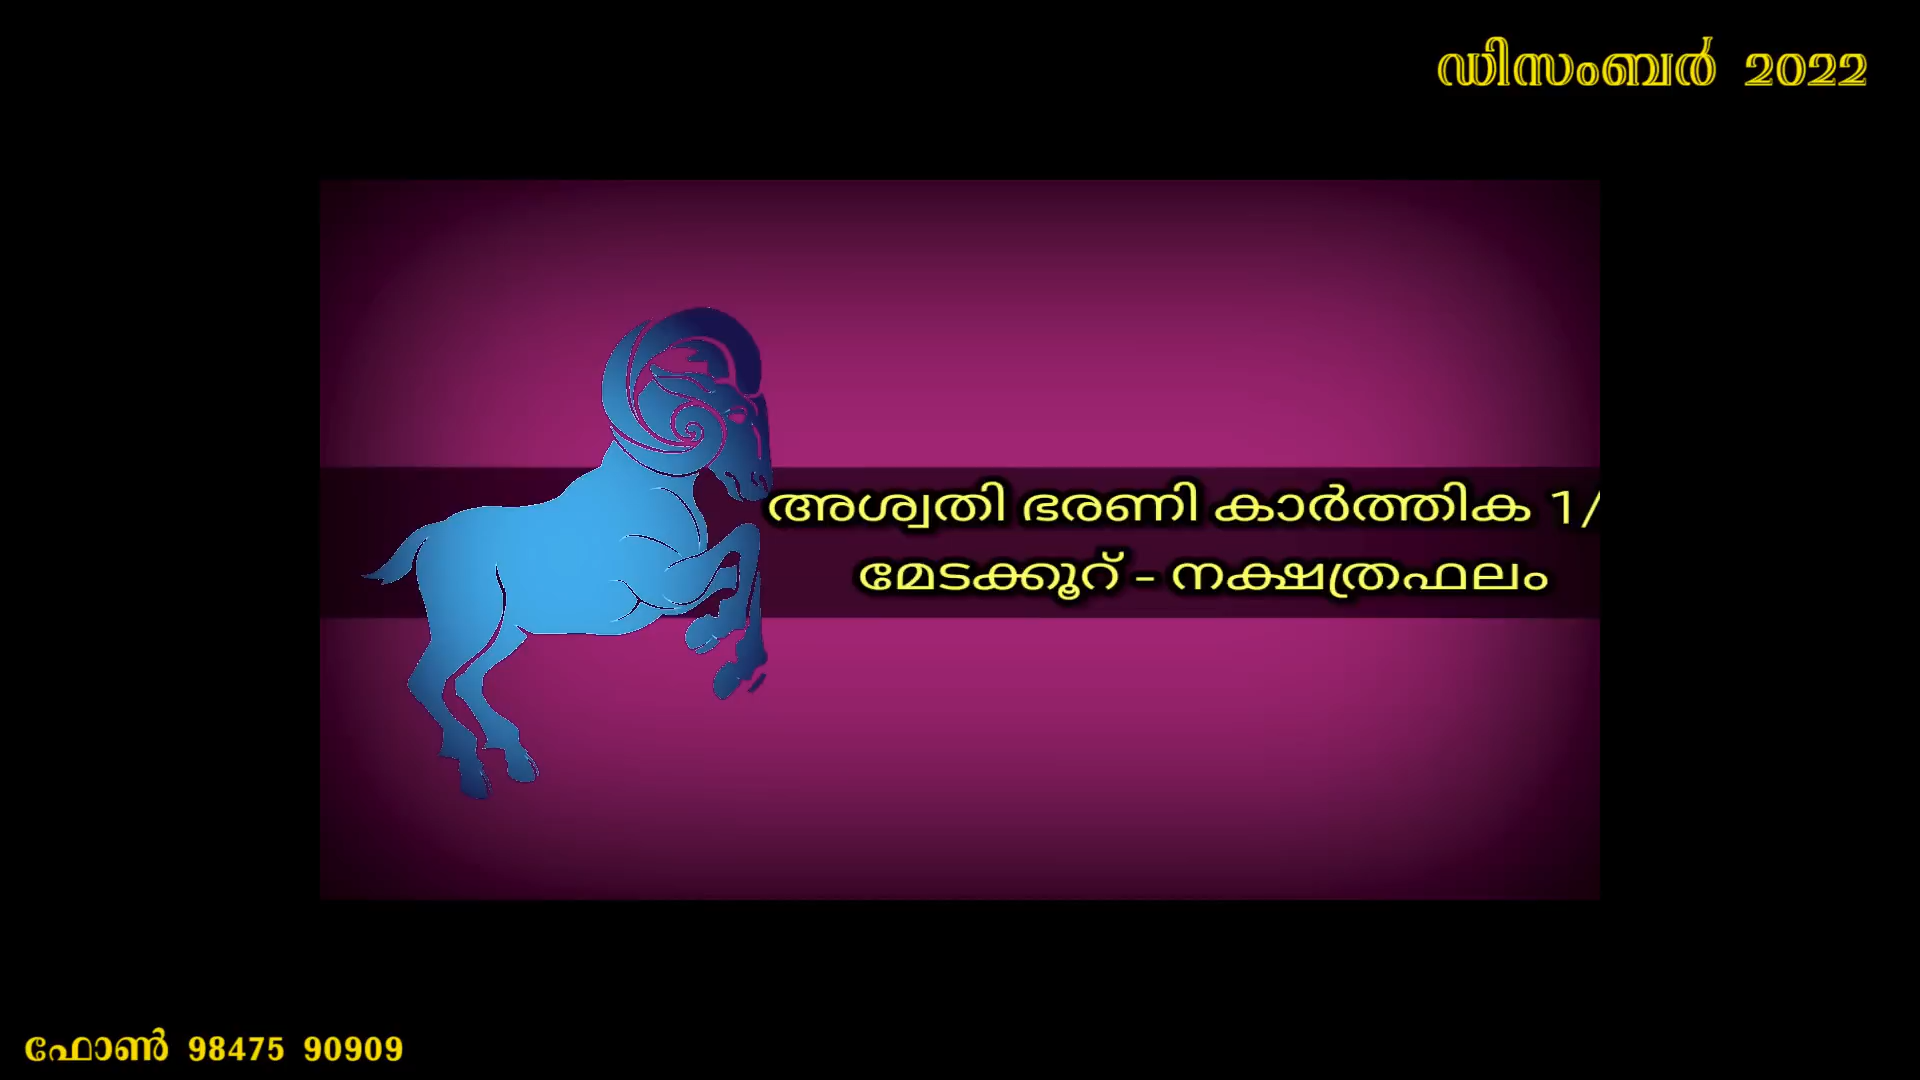 ഡിസംബർ 2022
അശ്വതി ഭരണി കാർത്തിക 1/
മേടക്കൂറ് - നക്ഷത്രഫലം
ഫോൺ 98475 90909